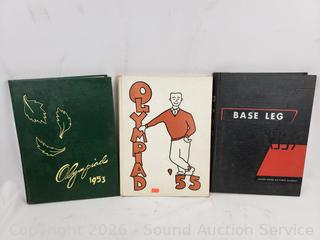 Olympiad
1953
OLYMPIAD
'55
BASE LEG
Copyright 2026 - Sound Auction Service